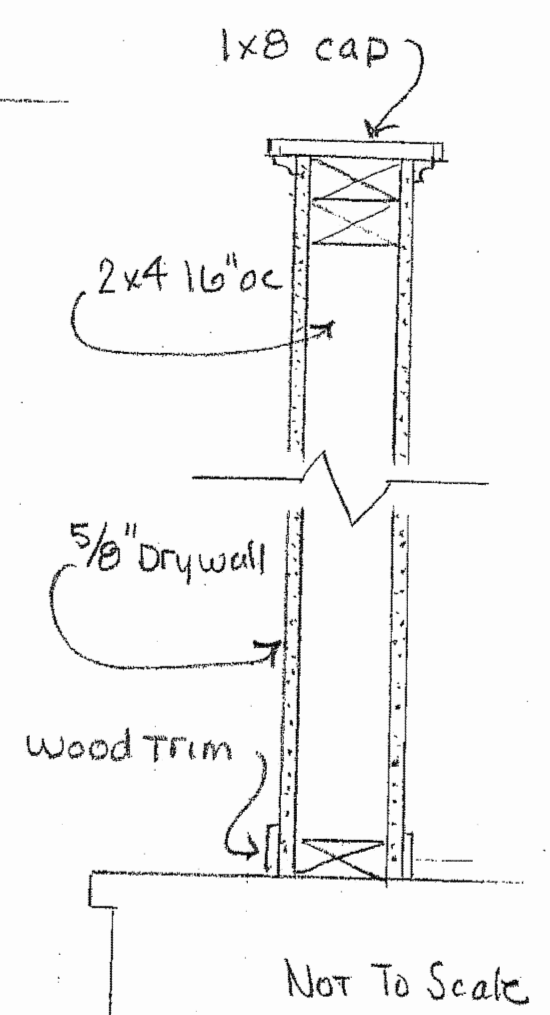 1x8 cap
2x4 16"oc
5/8" Drywall
Wood Trim
Not To Scale